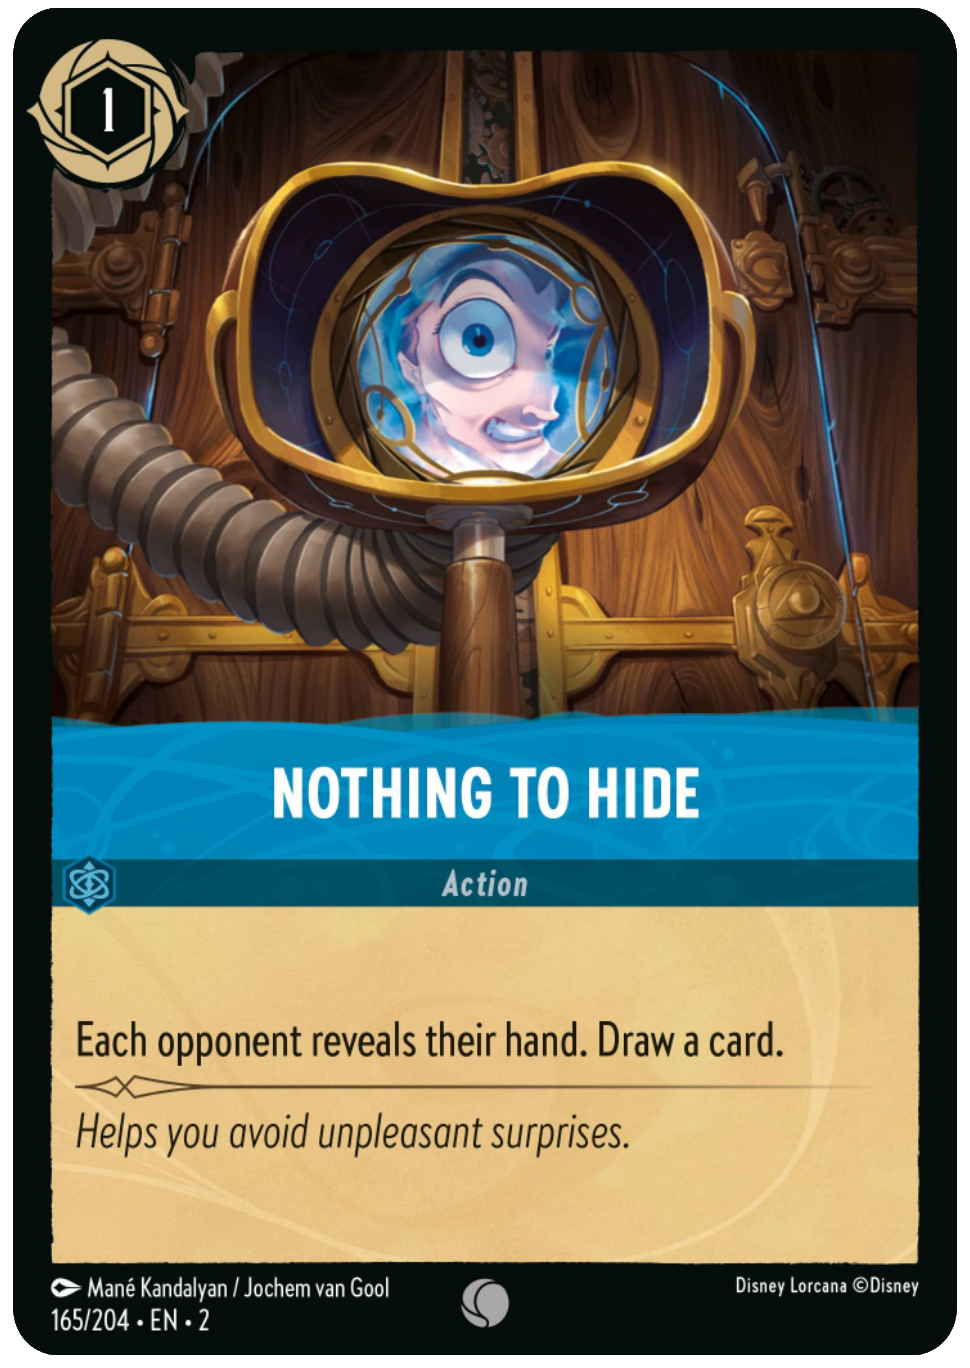 1
NOTHING TO HIDE
Action
Each opponent reveals their hand. Draw a card.
Helps you avoid unpleasant surprises.
Mané Kandalyan / Jochem van Gool
Disney Lorcana ©Disney
165/204 • EN • 2